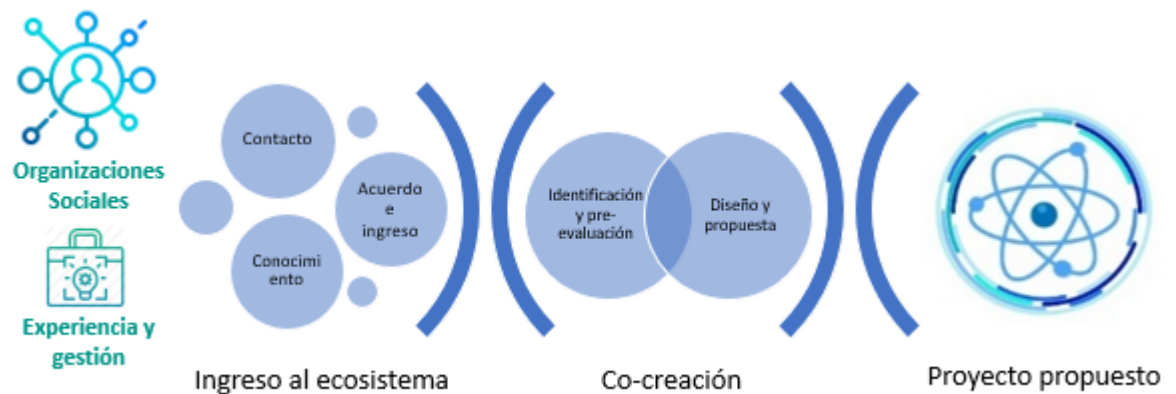 Organizaciones
Sociales
Experiencia y
gestión
Contacto
Acuerdo
e
ingreso
Conocimi
ento
Ingreso al ecosistema
Identificación
y pre-
evaluación
Diseño y
propuesta
Co-creación
Proyecto propuesto